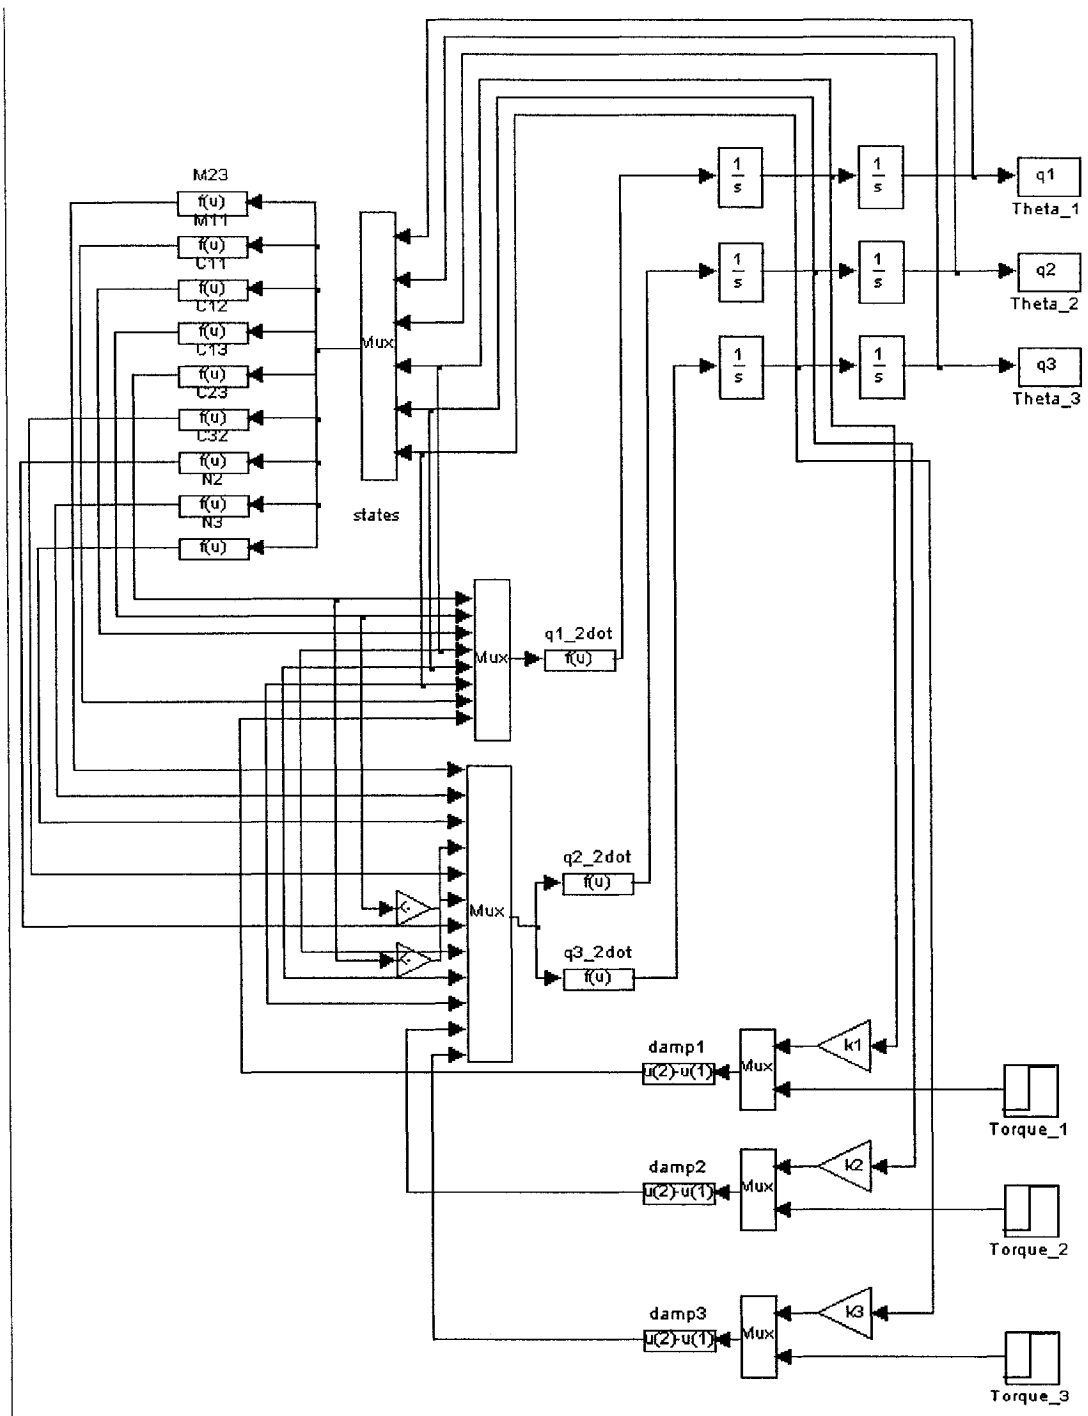 1
s
1
s
q1
Theta_1
1
s
1
s
q2
Theta_2
1
s
1
s
q3
Theta_3
M23
f(u)
M11
f(u)
C11
f(u)
C12
f(u)
C13
f(u)
C23
f(u)
C32
f(u)
N2
f(u)
N3
f(u)
Mux
states
Mux
q1_2dot
f(u)
Mux
q2_2dot
f(u)
q3_2dot
f(u)
damp1
u(2)-u(1)
Mux
k1
Torque_1
damp2
u(2)-u(1)
Mux
k2
Torque_2
damp3
u(2)-u(1)
Mux
k3
Torque_3